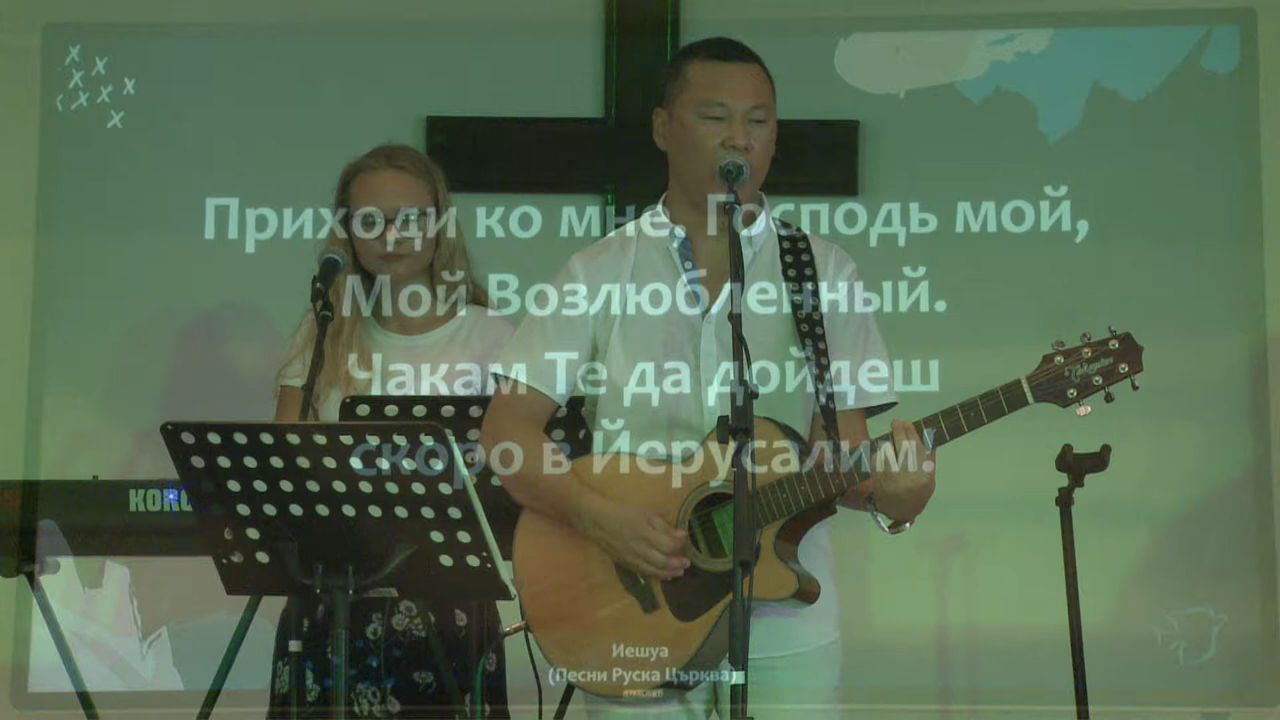 Приходи ко мне, Господь мой,
Мой Возлюбленный.
Чакам Те да дойдеш
скоро в Йерусалим.
KORG
Иешуа
(Песни Руска Църква)